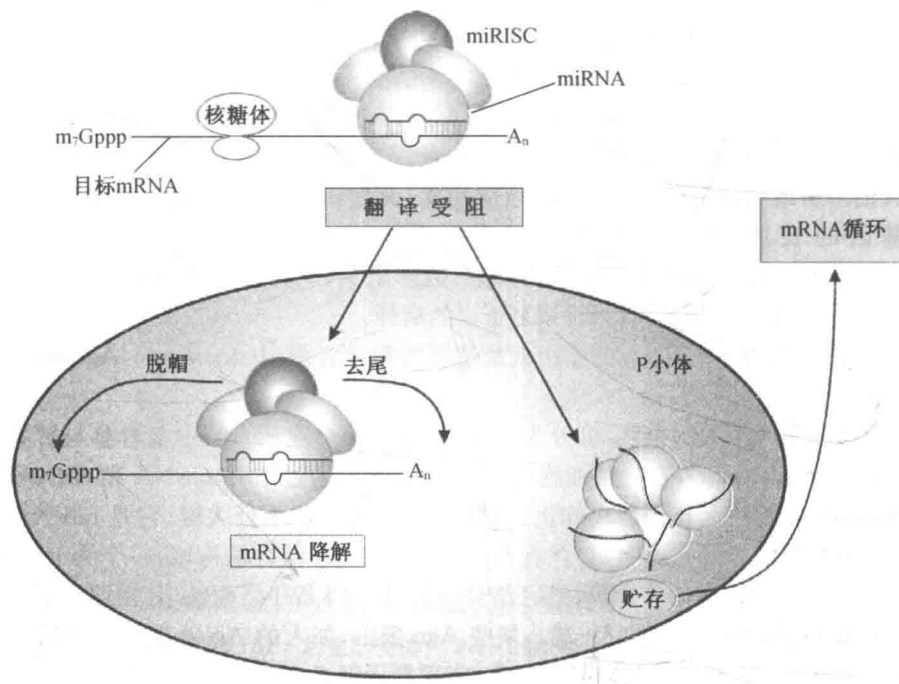 miRISC
miRNA
核糖体
m₇Gppp
Aₙ
目标mRNA
翻译受阻
mRNA循环
P小体
脱帽
去尾
m₇Gppp
Aₙ
mRNA 降解
贮存